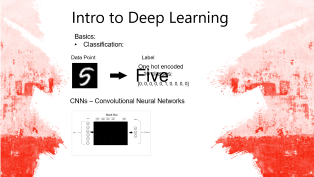 Intro to Deep Learning
Basics:
• Classification:
Data Point
Label
One hot encoded
Five
[0, 0, 0, 0, 0, 1, 0, 0, 0, 0]
CNNs – Convolutional Neural Networks